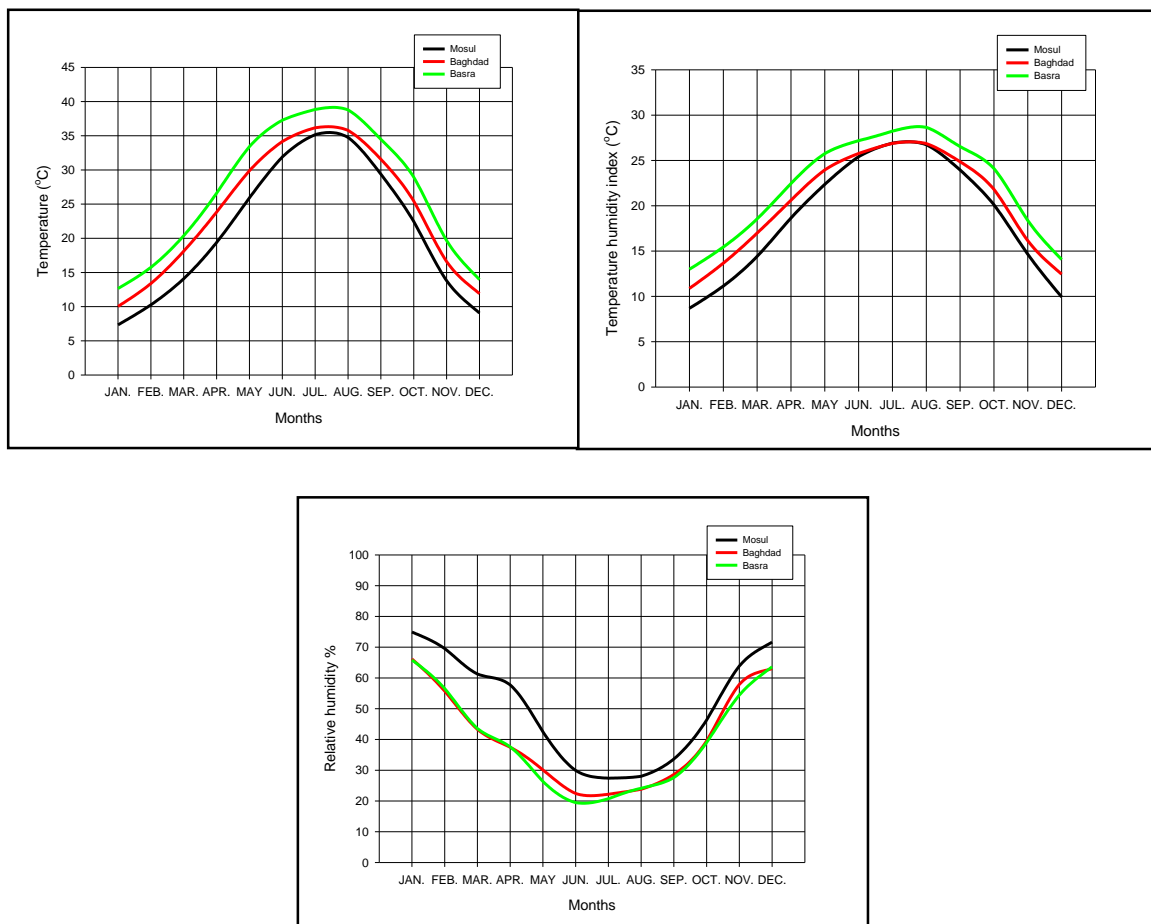 Mosul
Baghdad
Basra
45
40
35
30
25
20
15
10
5
0
Temperature (°C)
JAN. FEB. MAR. APR. MAY JUN. JUL. AUG. SEP. OCT. NOV. DEC.
Months
Mosul
Baghdad
Basra
35
30
25
20
15
10
5
0
Temperature humidity index (°C)
JAN. FEB. MAR. APR. MAY JUN. JUL. AUG. SEP. OCT. NOV. DEC.
Months
Mosul
Baghdad
Basra
100
90
80
70
60
50
40
30
20
10
0
Relative humidity %
JAN. FEB. MAR. APR. MAY JUN. JUL. AUG. SEP. OCT. NOV. DEC.
Months